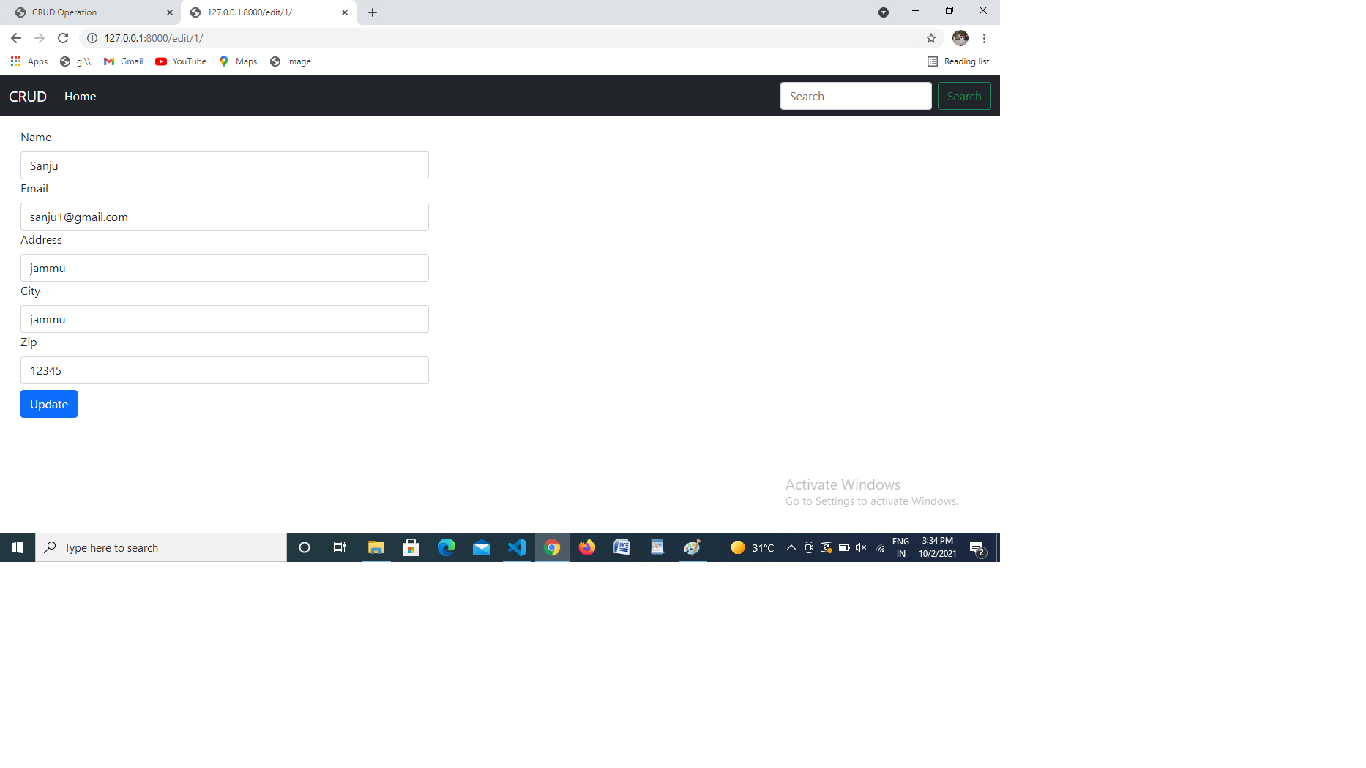 CRUD Operation
127.0.0.1:8000/edit/1/
127.0.0.1:8000/edit/1/
Apps
Gmail
YouTube
Maps
Image
Reading list
CRUD Home
Search
Search
Name
Sanju
Email
sanju1@gmail.com
Address
jammu
City
jammu
Zip
12345
Update
Activate Windows
Go to Settings to activate Windows.
Type here to search
31°C
ENG
IN
3:34 PM
10/2/2021
2